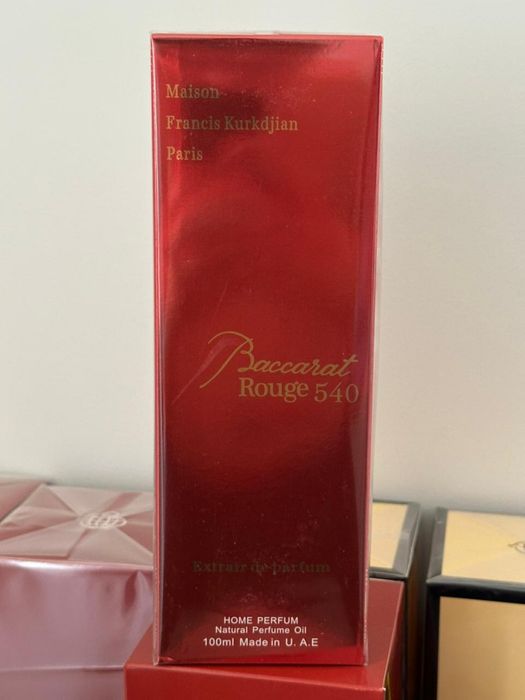 Maison
Francis Kurkdjian
Paris
Baccarat
Rouge 540
Extrait de parfum
HOME PERFUM
Natural Perfume Oil
100ml Made in U. A.E